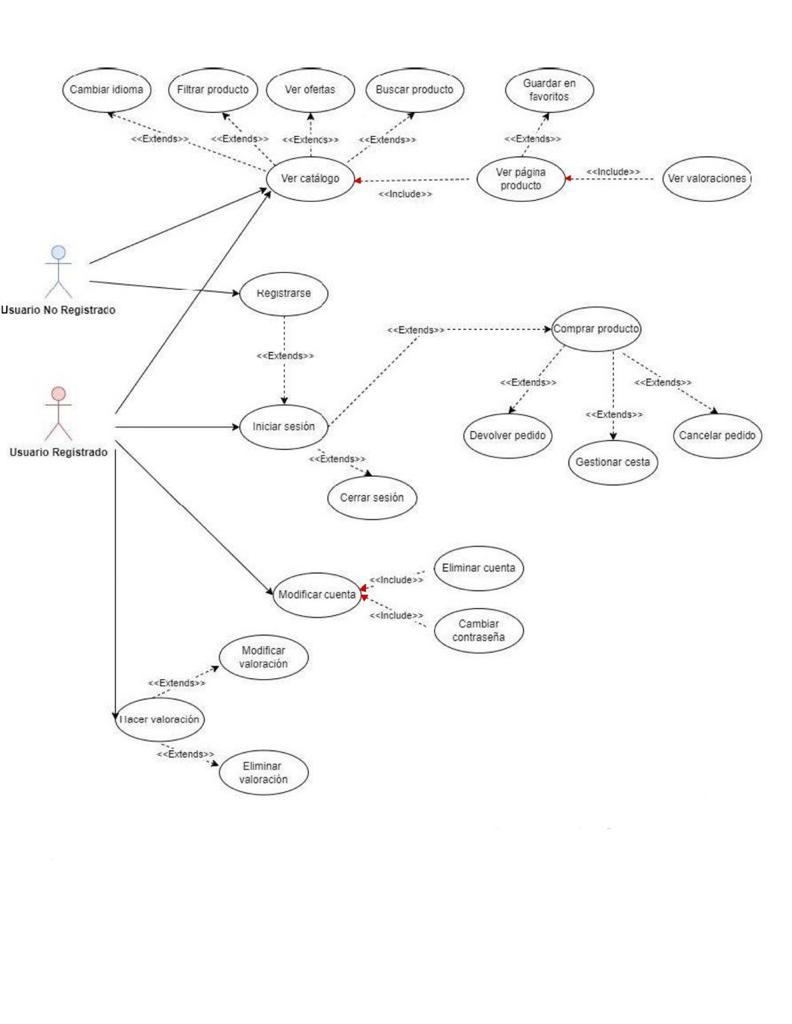 Cambiar idioma
Filtrar producto
Ver ofertas
Buscar producto
Guardar en
favoritos
<<Extends>>
<<Extends>>
<<Extends>>
<<Extends>>
<<Extends>>
Ver catálogo
<<Include>>
Ver página
producto
<<Include>>
Ver valoraciones
Usuario No Registrado
Registrarse
<<Extends>>
<<Extends>>
Comprar producto
<<Extends>>
<<Extends>>
<<Extends>>
Usuario Registrado
Iniciar sesión
Devolver pedido
Gestionar cesta
Cancelar pedido
<<Extends>>
Cerrar sesión
Modificar cuenta
<<Include>>
Eliminar cuenta
<<Include>>
Cambiar
contraseña
Modificar
valoración
<<Extends>>
Hacer valoración
<<Extends>>
Eliminar
valoración